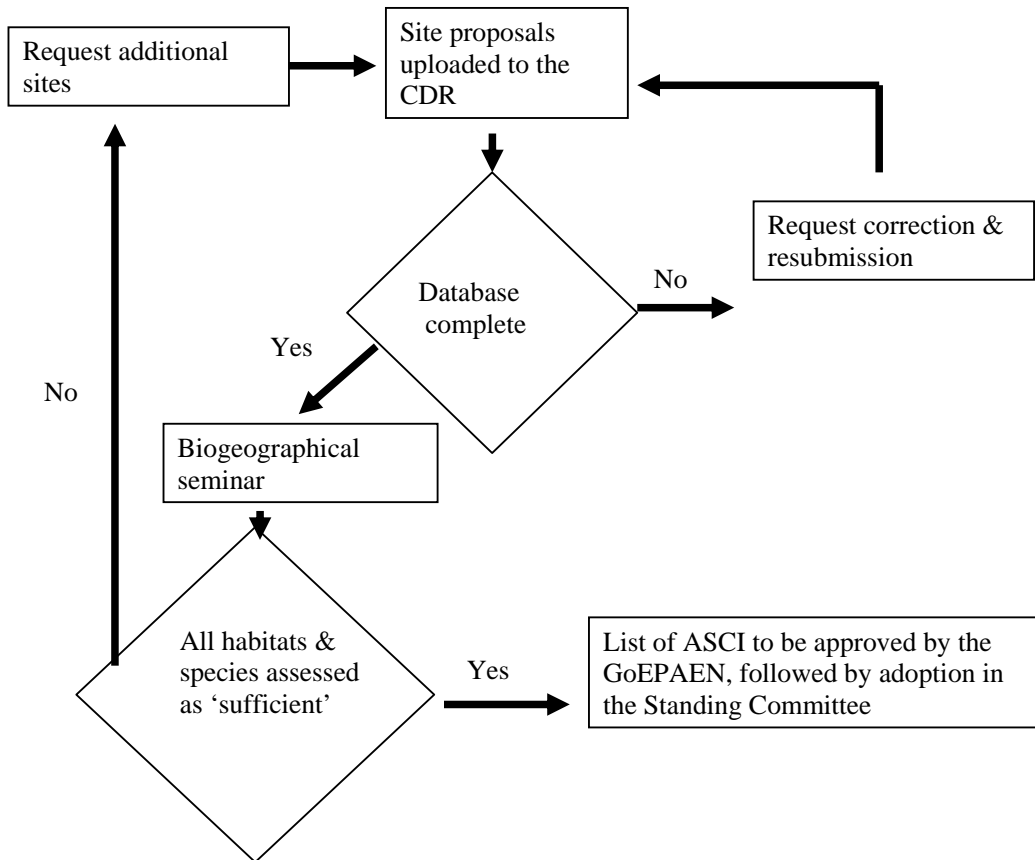 Request additional
sites
Site proposals
uploaded to the
CDR
Request correction &
resubmission
Database
complete
No
Yes
No
Biogeographical
seminar
All habitats &
species assessed
as ‘sufficient’
Yes
List of ASCI to be approved by the
GoEPAEN, followed by adoption in
the Standing Committee